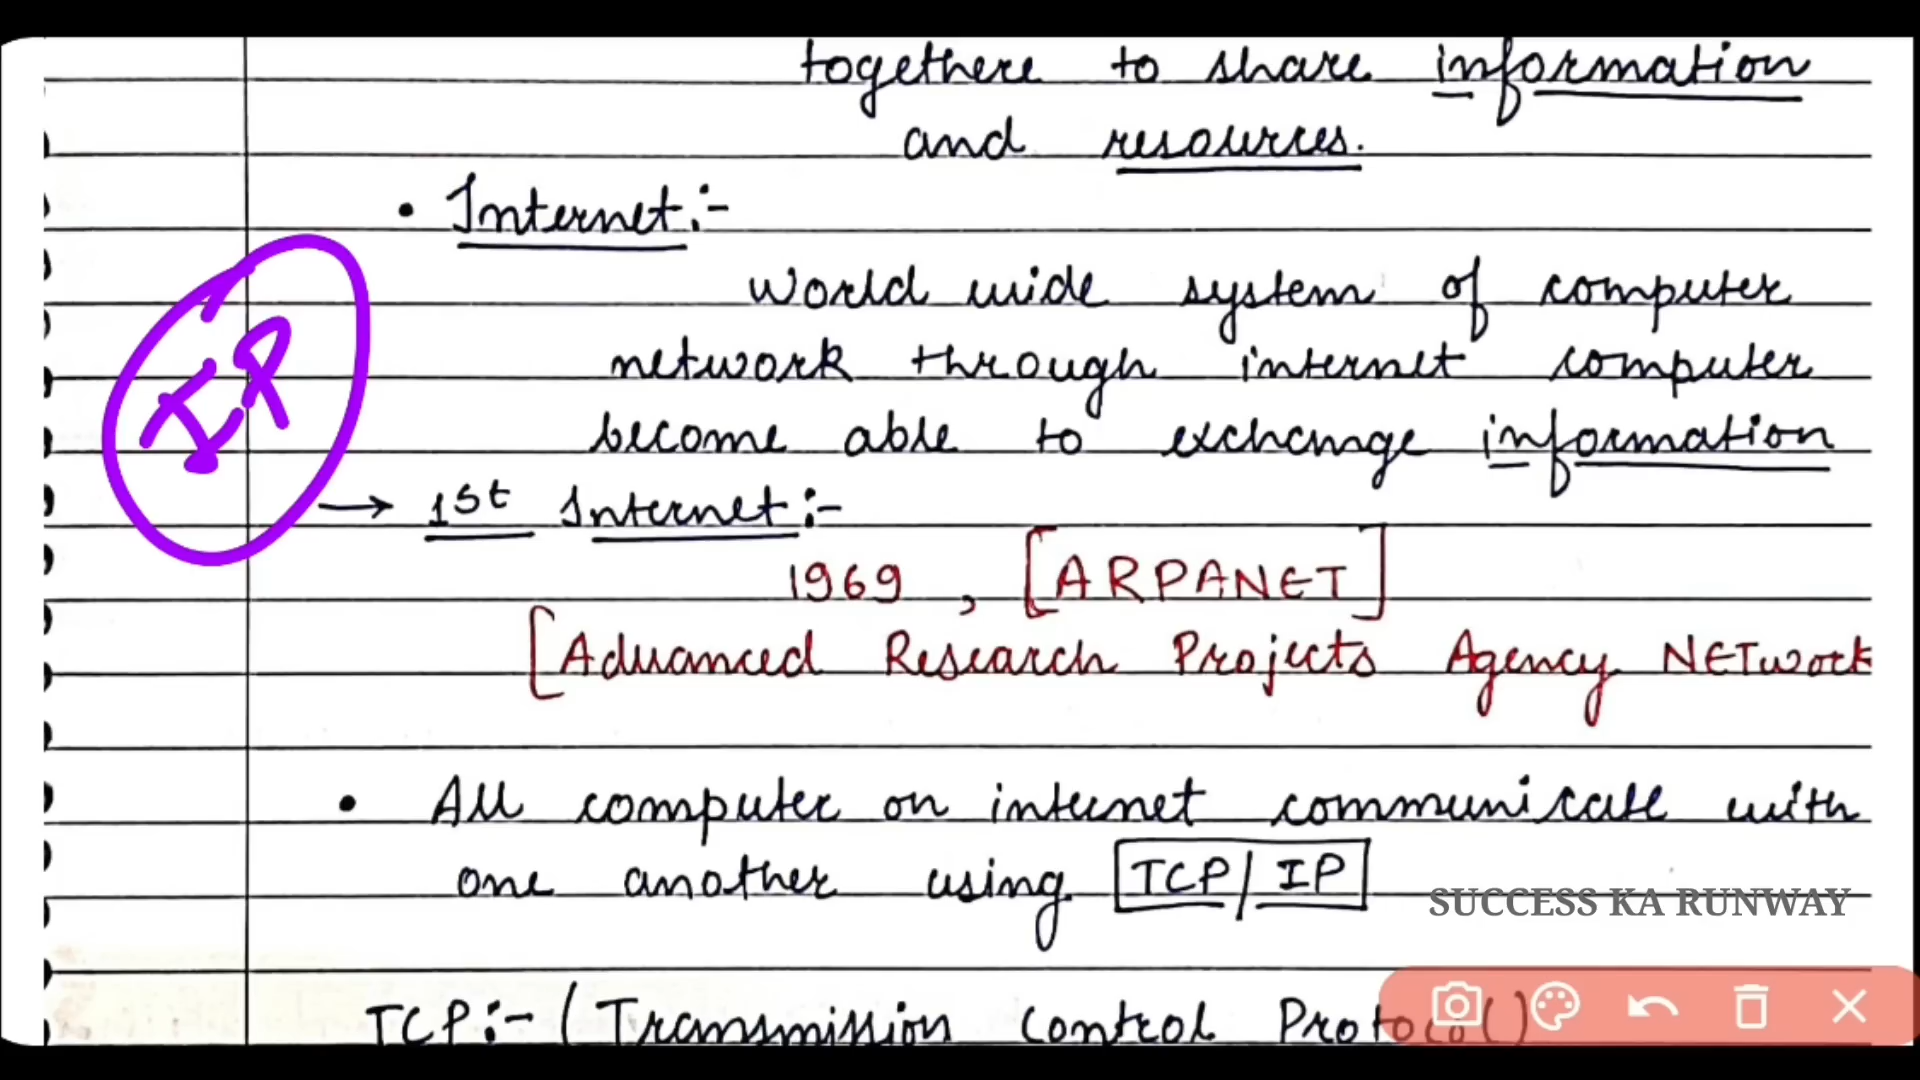 togethere to share information
and resources.
• Internet:-
World wide system of computer
network through internet computer
become able to exchange information
IP
→ 1st Internet:-
1969 , [ARPANET]
[Advanced Research Projects Agency NETwork
• All computer on internet communicate with
one another using TCP/IP
SUCCESS KA RUNWAY
TCP:- (Transmission Control Protocol)